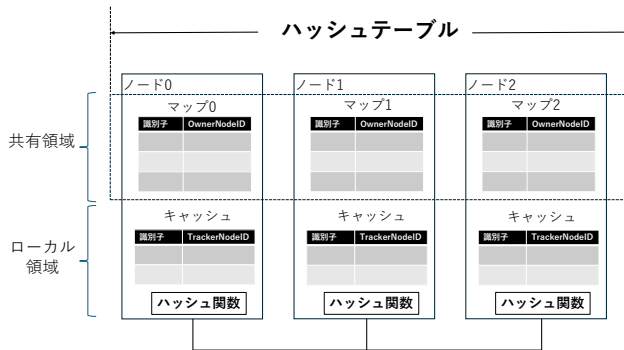 ハッシュテーブル
ノード0
ノード1
ノード2
共有領域
マップ0
識別子 OwnerNodeID
マップ1
識別子 OwnerNodeID
マップ2
識別子 OwnerNodeID
ローカル
領域
キャッシュ
識別子 TrackerNodeID
ハッシュ関数
キャッシュ
識別子 TrackerNodeID
ハッシュ関数
キャッシュ
識別子 TrackerNodeID
ハッシュ関数